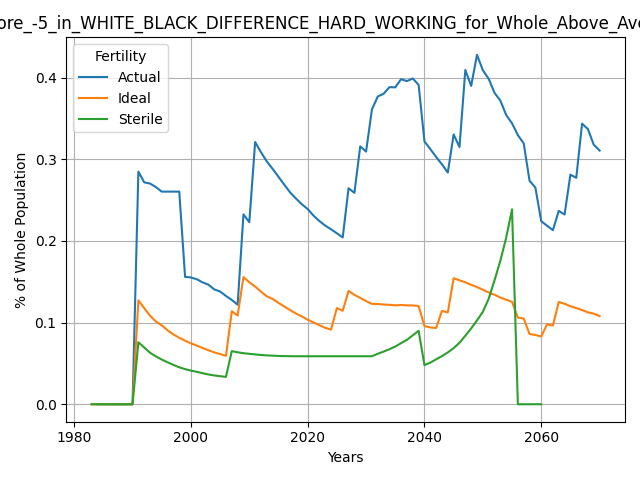 ore_-5_in_WHITE_BLACK_DIFFERENCE_HARD_WORKING_for_Whole_Above_Ave
Fertility
Actual
Ideal
Sterile
% of Whole Population
0.4
0.3
0.2
0.1
0.0
1980
2000
2020
2040
2060
Years